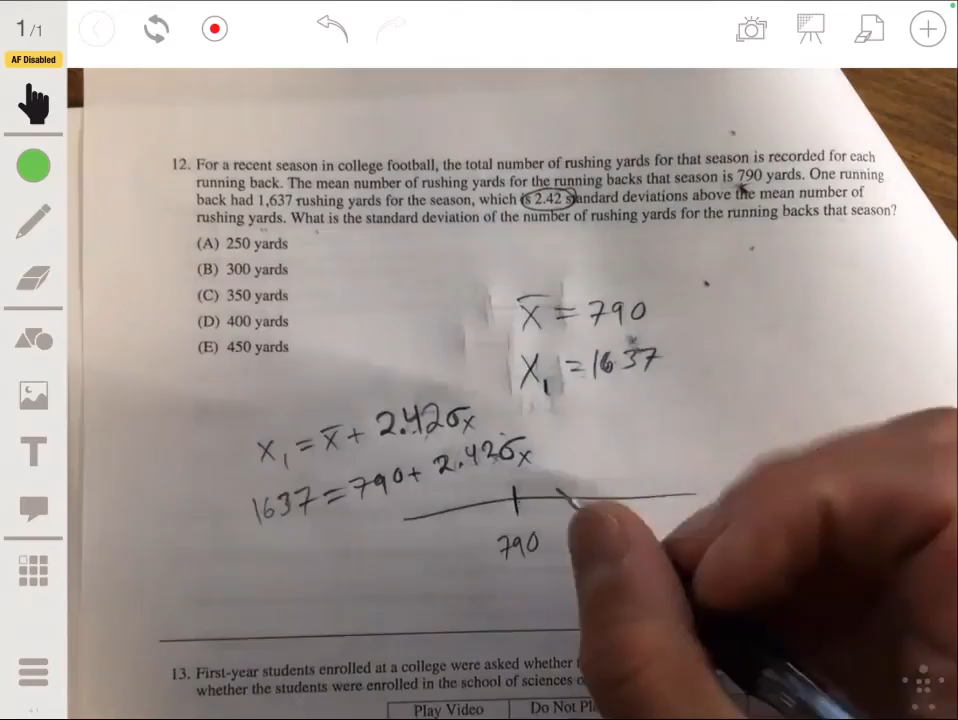 1/1
AF Disabled
12. For a recent season in college football, the total number of rushing yards for that season is recorded for each
running back. The mean number of rushing yards for the running backs that season is 790 yards. One running
back had 1,637 rushing yards for the season, which is 2.42 standard deviations above the mean number of
rushing yards. What is the standard deviation of the number of rushing yards for the running backs that season?
(A) 250 yards
(B) 300 yards
(C) 350 yards
(D) 400 yards
(E) 450 yards
x̄ = 790
x₁ = 1637
x₁ = x̄ + 2.42σₓ
1637 = 790 + 2.42σₓ
790
T
13. First-year students enrolled at a college were asked whether
whether the students were enrolled in the school of sciences
Play Video
Do Not